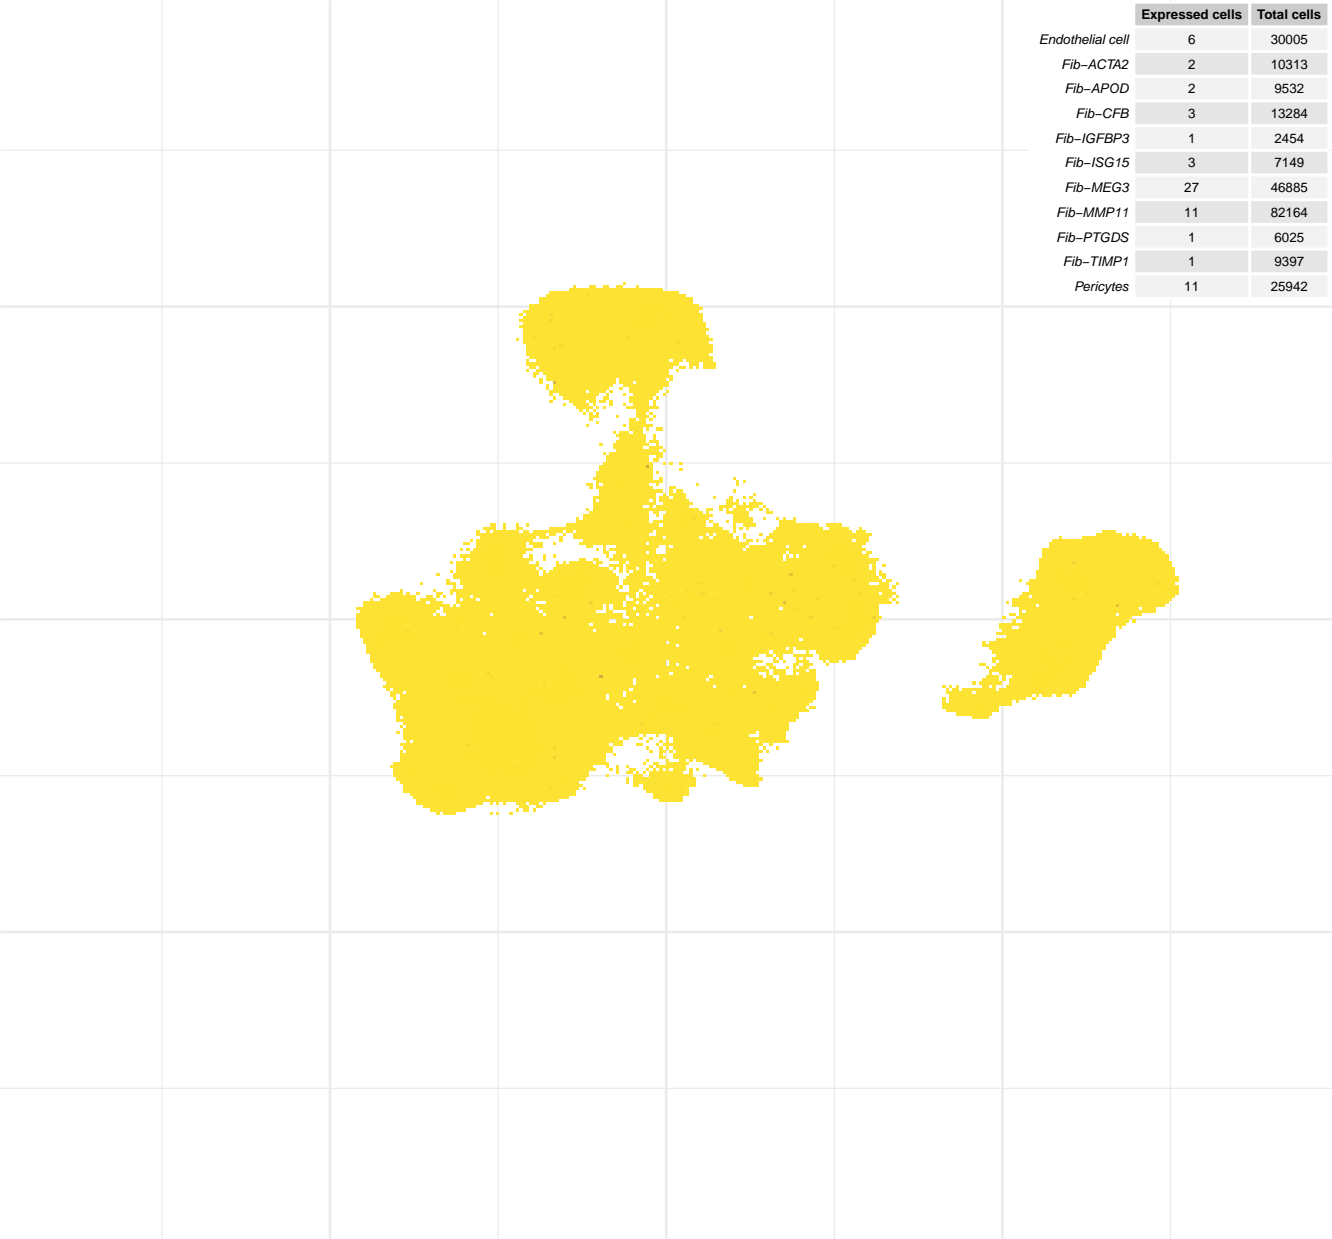 Expressed cells Total cells
Endothelial cell 6 30005
Fib−ACTA2 2 10313
Fib−APOD 2 9532
Fib−CFB 3 13284
Fib−IGFBP3 1 2454
Fib−ISG15 3 7149
Fib−MEG3 27 46885
Fib−MMP11 11 82164
Fib−PTGDS 1 6025
Fib−TIMP1 1 9397
Pericytes 11 25942